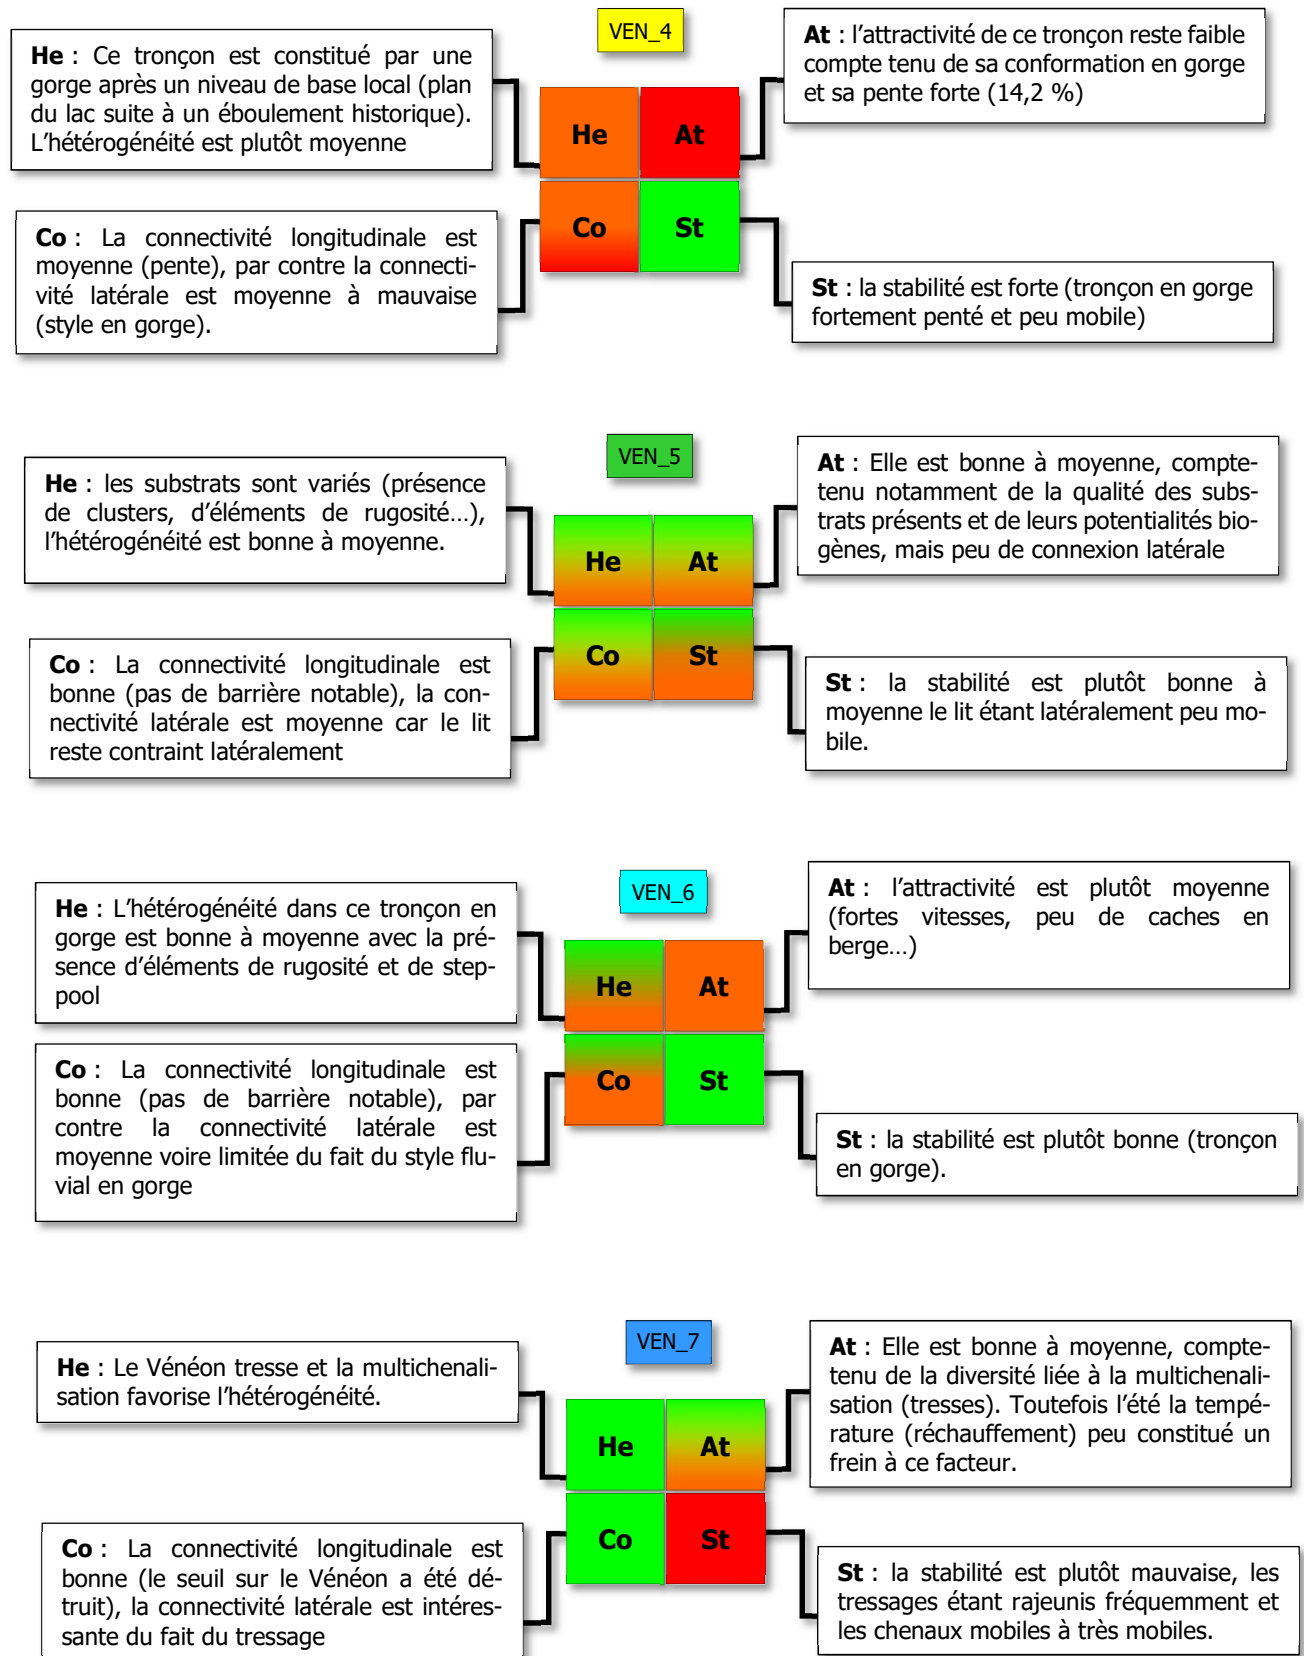 VEN_4
He : Ce tronçon est constitué par une
gorge après un niveau de base local (plan
du lac suite à un éboulement historique).
L'hétérogénéité est plutôt moyenne
At : l'attractivité de ce tronçon reste faible
compte tenu de sa conformation en gorge
et sa pente forte (14,2 %)
He
At
Co
St
Co : La connectivité longitudinale est
moyenne (pente), par contre la connecti-
vité latérale est moyenne à mauvaise
(style en gorge).
St : la stabilité est forte (tronçon en gorge
fortement penté et peu mobile)
VEN_5
He : les substrats sont variés (présence
de clusters, d'éléments de rugosité…),
l'hétérogénéité est bonne à moyenne.
At : Elle est bonne à moyenne, compte-
tenu notamment de la qualité des subs-
trats présents et de leurs potentialités bio-
gènes, mais peu de connexion latérale
He
At
Co
St
Co : La connectivité longitudinale est
bonne (pas de barrière notable), la con-
nectivité latérale est moyenne car le lit
reste contraint latéralement
St : la stabilité est plutôt bonne à
moyenne le lit étant latéralement peu mo-
bile.
VEN_6
He : L'hétérogénéité dans ce tronçon en
gorge est bonne à moyenne avec la pré-
sence d'éléments de rugosité et de step-
pool
At : l'attractivité est plutôt moyenne
(fortes vitesses, peu de caches en
berge…)
He
At
Co
St
Co : La connectivité longitudinale est
bonne (pas de barrière notable), par
contre la connectivité latérale est
moyenne voire limitée du fait du style flu-
vial en gorge
St : la stabilité est plutôt bonne (tronçon
en gorge).
VEN_7
He : Le Vénéon tresse et la multichenali-
sation favorise l'hétérogénéité.
At : Elle est bonne à moyenne, compte-
tenu de la diversité liée à la multichenali-
sation (tresses). Toutefois l'été la tempé-
rature (réchauffement) peu constitué un
frein à ce facteur.
He
At
Co
St
Co : La connectivité longitudinale est
bonne (le seuil sur le Vénéon a été dé-
truit), la connectivité latérale est intéres-
sante du fait du tressage
St : la stabilité est plutôt mauvaise, les
tressages étant rajeunis fréquemment et
les chenaux mobiles à très mobiles.